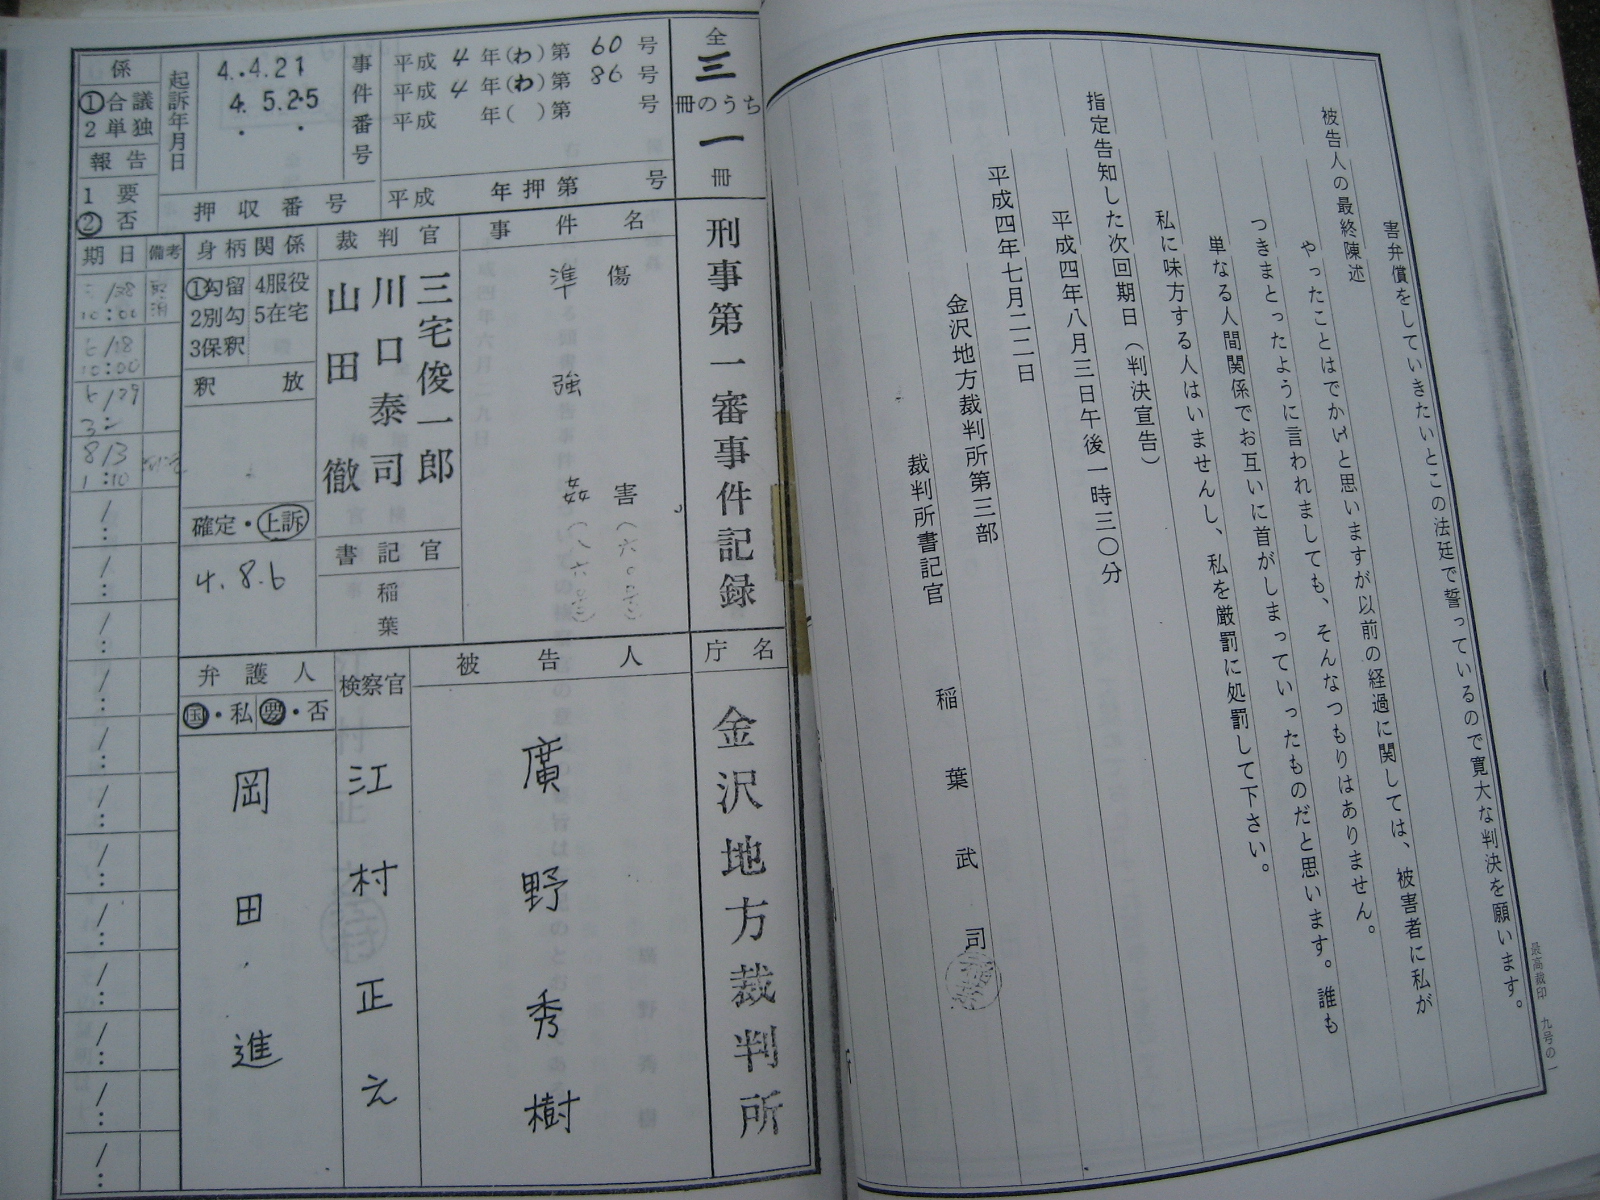 害弁償をしていきたいとこの法廷で誓っているので寛大な判決を願います。
被告人の最終陳述
やったことはでかいと思いますが以前の経過に関しては、被害者に私が
つきまとったように言われましても、そんなつもりはありません。
単なる人間関係でお互いに首がしまっていったものだと思います。誰も
私に味方する人はいませんし、私を厳罰に処罰して下さい。
指定告知した次回期日(判決宣告)
平成四年八月三日午後一時三〇分
平成四年七月二二日
金沢地方裁判所第三部
裁判所書記官 稲葉武司
最高裁印 九号の一
全三冊のうち一冊
刑事第一審事件記録
庁名
金沢地方裁判所
事件番号
平成 4 年(わ)第 60 号
平成 4 年(わ)第 86 号
平成 年( )第 号
起訴年月日
4.4.21
4.5.25
係
①合議
2単独
報告
1 要
② 否
押収番号
平成 年押第 号
事件名
傷害(六〇号)
準強姦(八六号)
裁判官
三宅俊一郎
川口泰司
山田徹
書記官
稲葉
身柄関係
①勾留 4服役
2別勾 5在宅
3保釈
釈放
確定・上訴
4.8.6
期日
備考
10:00
10:00
8/3
1:10
被告人
廣野秀樹
検察官
江村正之
弁護人
国・私 要・否
岡田進